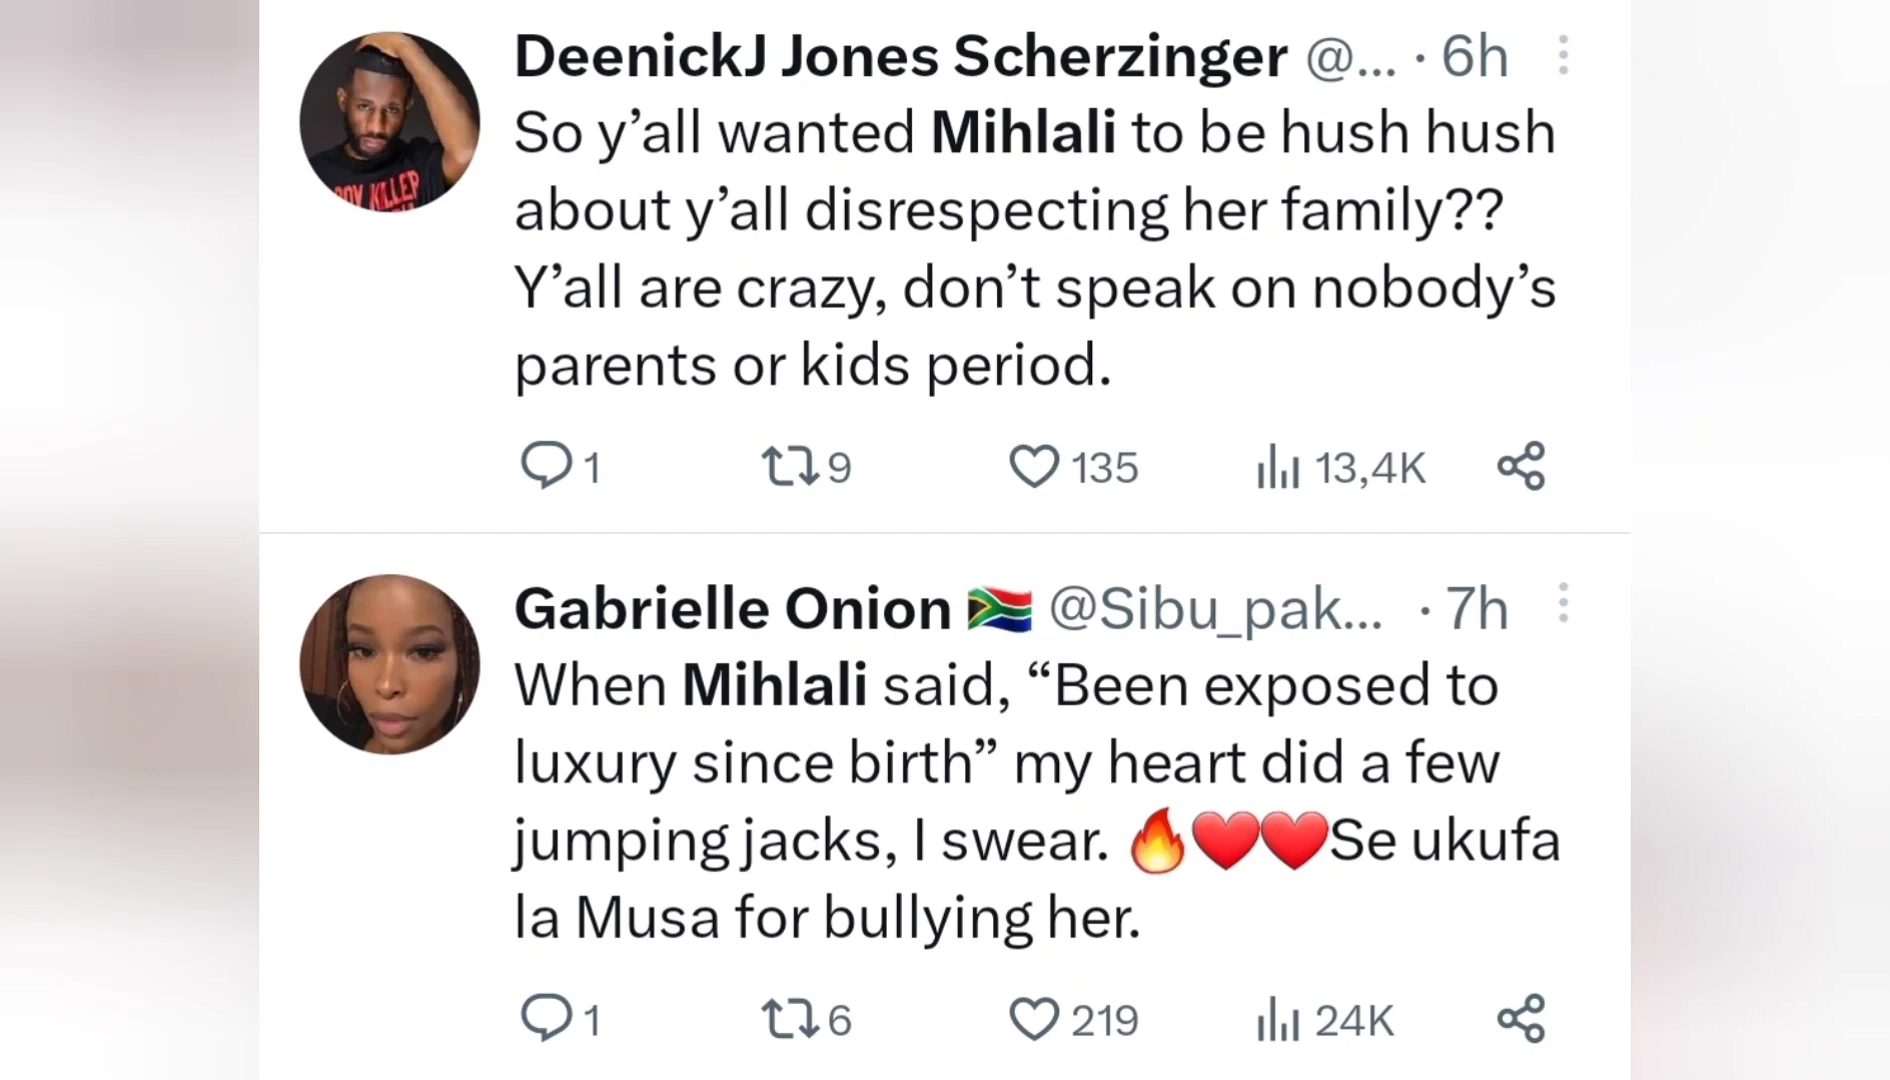 DeenickJ Jones Scherzinger @... · 6h
So y’all wanted Mihlali to be hush hush
about y’all disrespecting her family??
Y’all are crazy, don’t speak on nobody’s
parents or kids period.
1 9 135 13,4K
Gabrielle Onion 🇿🇦 @Sibu_pak... · 7h
When Mihlali said, “Been exposed to
luxury since birth” my heart did a few
jumping jacks, I swear. 🔥❤️❤️Se ukufa
la Musa for bullying her.
1 6 219 24K